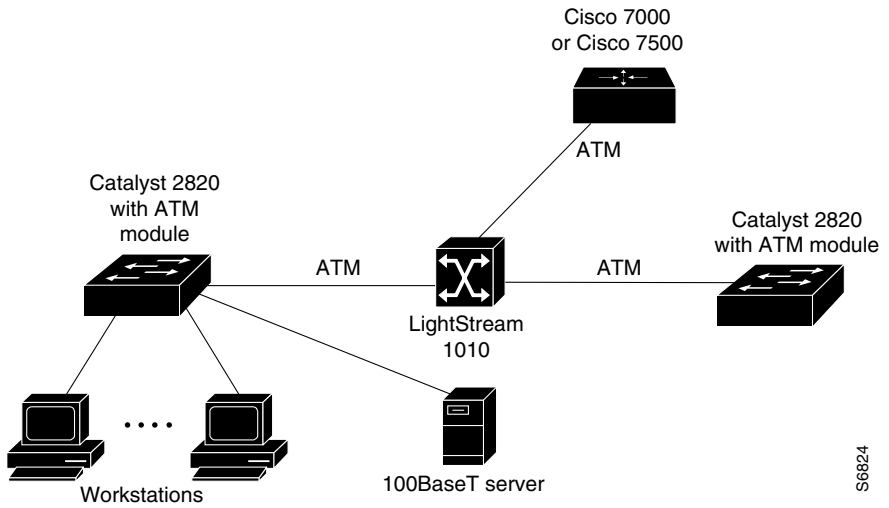 Cisco 7000
or Cisco 7500
ATM
Catalyst 2820
with ATM
module
Catalyst 2820
with ATM module
ATM
ATM
LightStream
1010
Workstations
100BaseT server
S6824